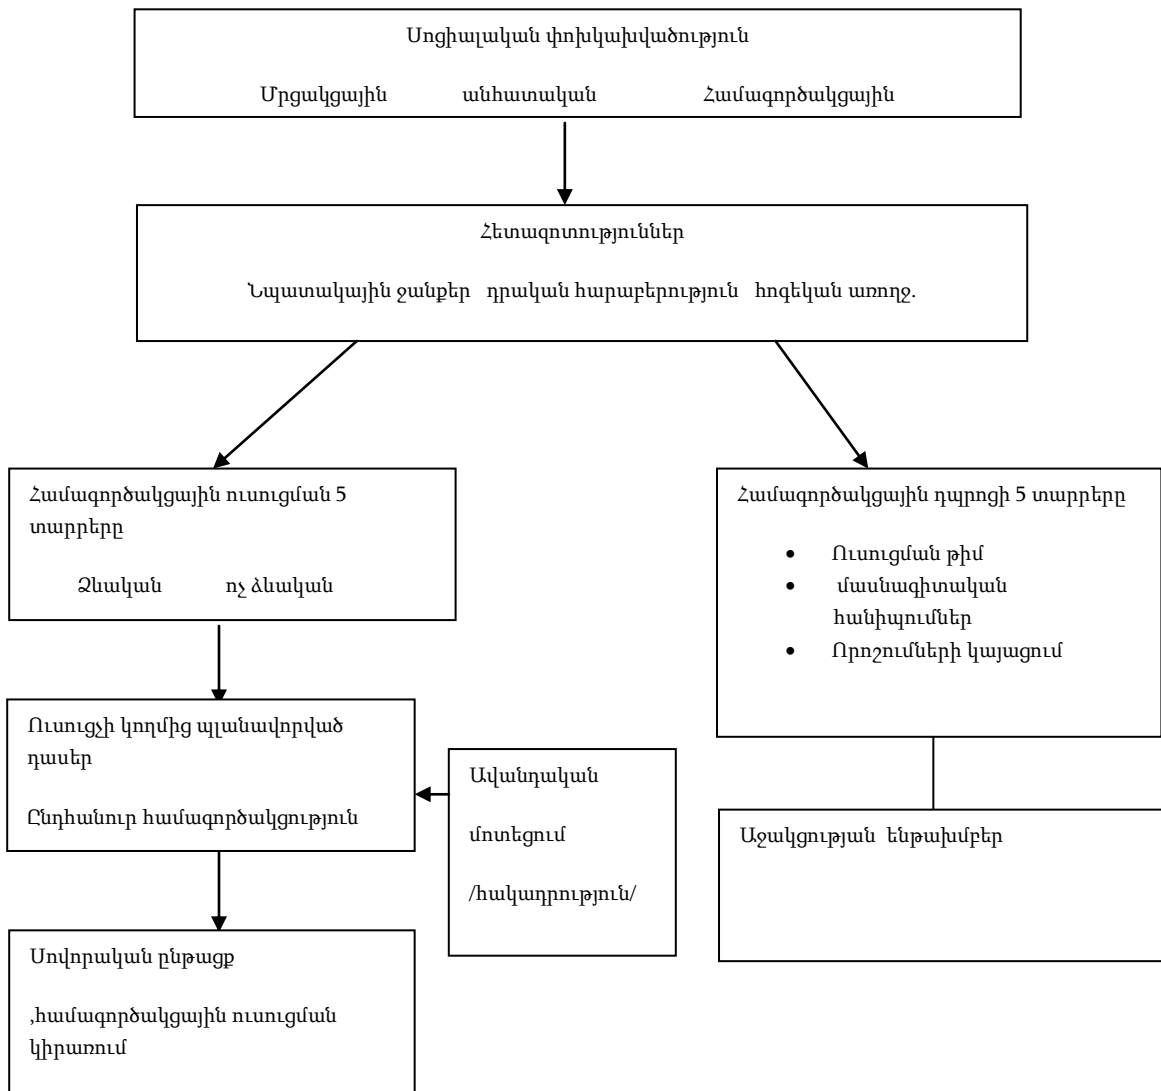 Սոցիալական փոխկախվածություն
Մրցակցային անհատական Համագործակցային
Հետազոտություններ
Նպատակային ջանքեր դրական հարաբերություն հոգեկան առողջ.
Համագործակցային ուսուցման 5
տարրերը
Ձևական ոչ ձևական
Համագործակցային դպրոցի 5 տարրերը
• Ուսուցման թիմ
• մասնագիտական
հանիպումներ
• Որոշումների կայացում
Ուսուցչի կողմից պլանավորված
դասեր
Ընդհանուր համագործակցություն
Ավանդական
մոտեցում
/հակադրություն/
Աջակցության ենթախմբեր
Սովորական ընթացք
,համագործակցային ուսուցման
կիրառում